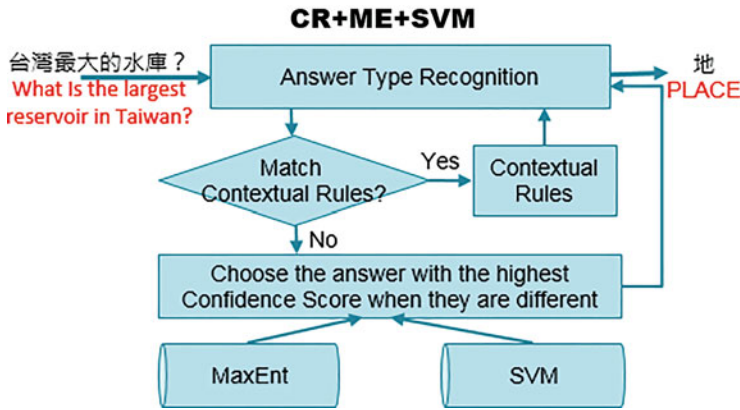 CR+ME+SVM
台灣最大的水庫？
What Is the largest
reservoir in Taiwan?
Answer Type Recognition
地
PLACE
Match
Contextual Rules?
Yes
Contextual
Rules
No
Choose the answer with the highest
Confidence Score when they are different
MaxEnt
SVM